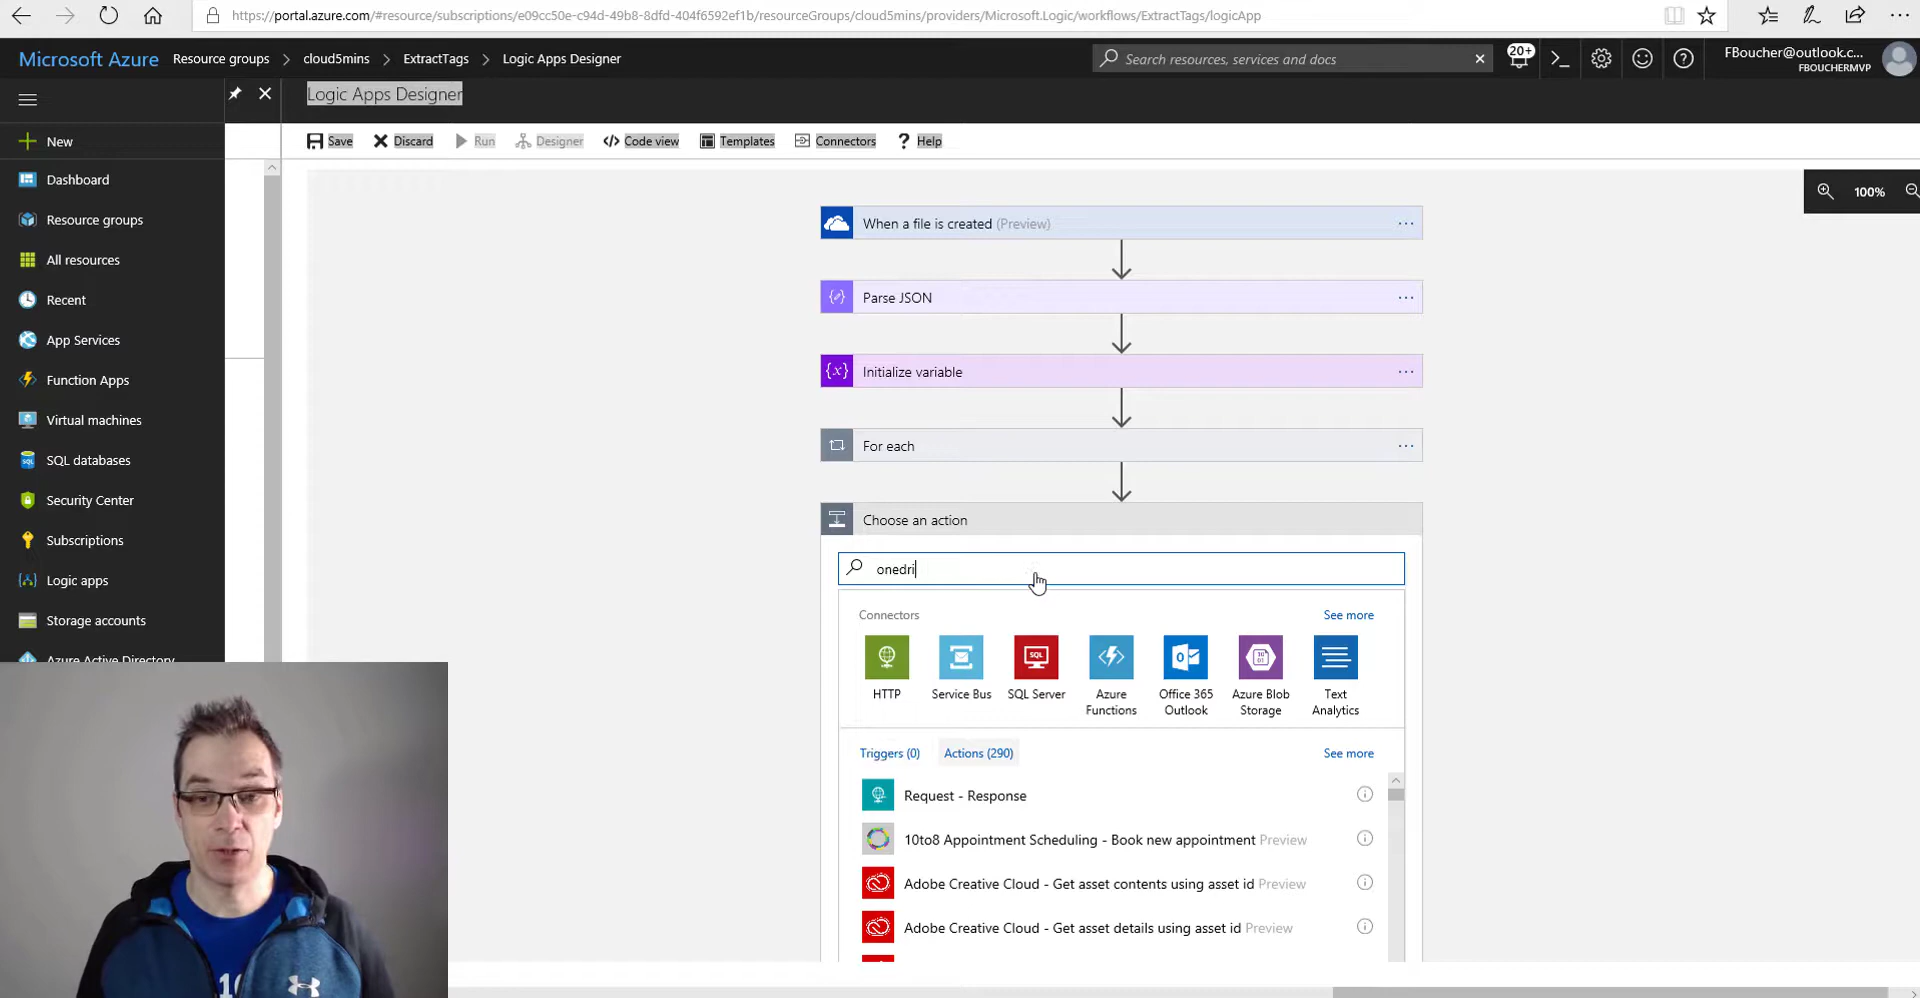 https://portal.azure.com/#resource/subscriptions/e09cc50e-c94d-49b8-8dfd-404f6592ef1b/resourceGroups/cloud5mins/providers/Microsoft.Logic/workflows/ExtractTags/logicApp
Microsoft Azure Resource groups > cloud5mins > ExtractTags > Logic Apps Designer
Search resources, services and docs
20+
FBoucher@outlook.c...
FBOUCHERMVP
Logic Apps Designer
Save Discard Run Designer Code view Templates Connectors Help
New
Dashboard
Resource groups
All resources
Recent
App Services
Function Apps
Virtual machines
SQL databases
Security Center
Subscriptions
Logic apps
Storage accounts
Azure Active Directory
100%
When a file is created (Preview)
Parse JSON
Initialize variable
For each
Choose an action
onedri
Connectors See more
HTTP
Service Bus
SQL Server
Azure Functions
Office 365 Outlook
Azure Blob Storage
Text Analytics
Triggers (0) Actions (290) See more
Request - Response
10to8 Appointment Scheduling - Book new appointment Preview
Adobe Creative Cloud - Get asset contents using asset id Preview
Adobe Creative Cloud - Get asset details using asset id Preview